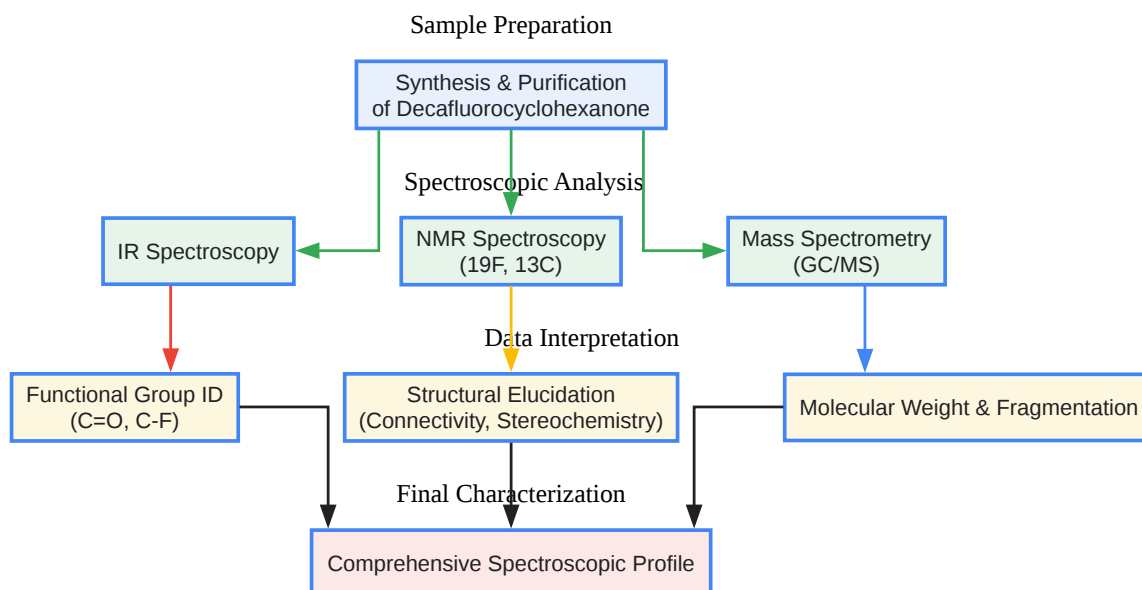 Sample Preparation
Synthesis & Purification
of Decafluorocyclohexanone
Spectroscopic Analysis
IR Spectroscopy
NMR Spectroscopy
(19F, 13C)
Mass Spectrometry
(GC/MS)
Data Interpretation
Functional Group ID
(C=O, C-F)
Structural Elucidation
(Connectivity, Stereochemistry)
Molecular Weight & Fragmentation
Final Characterization
Comprehensive Spectroscopic Profile